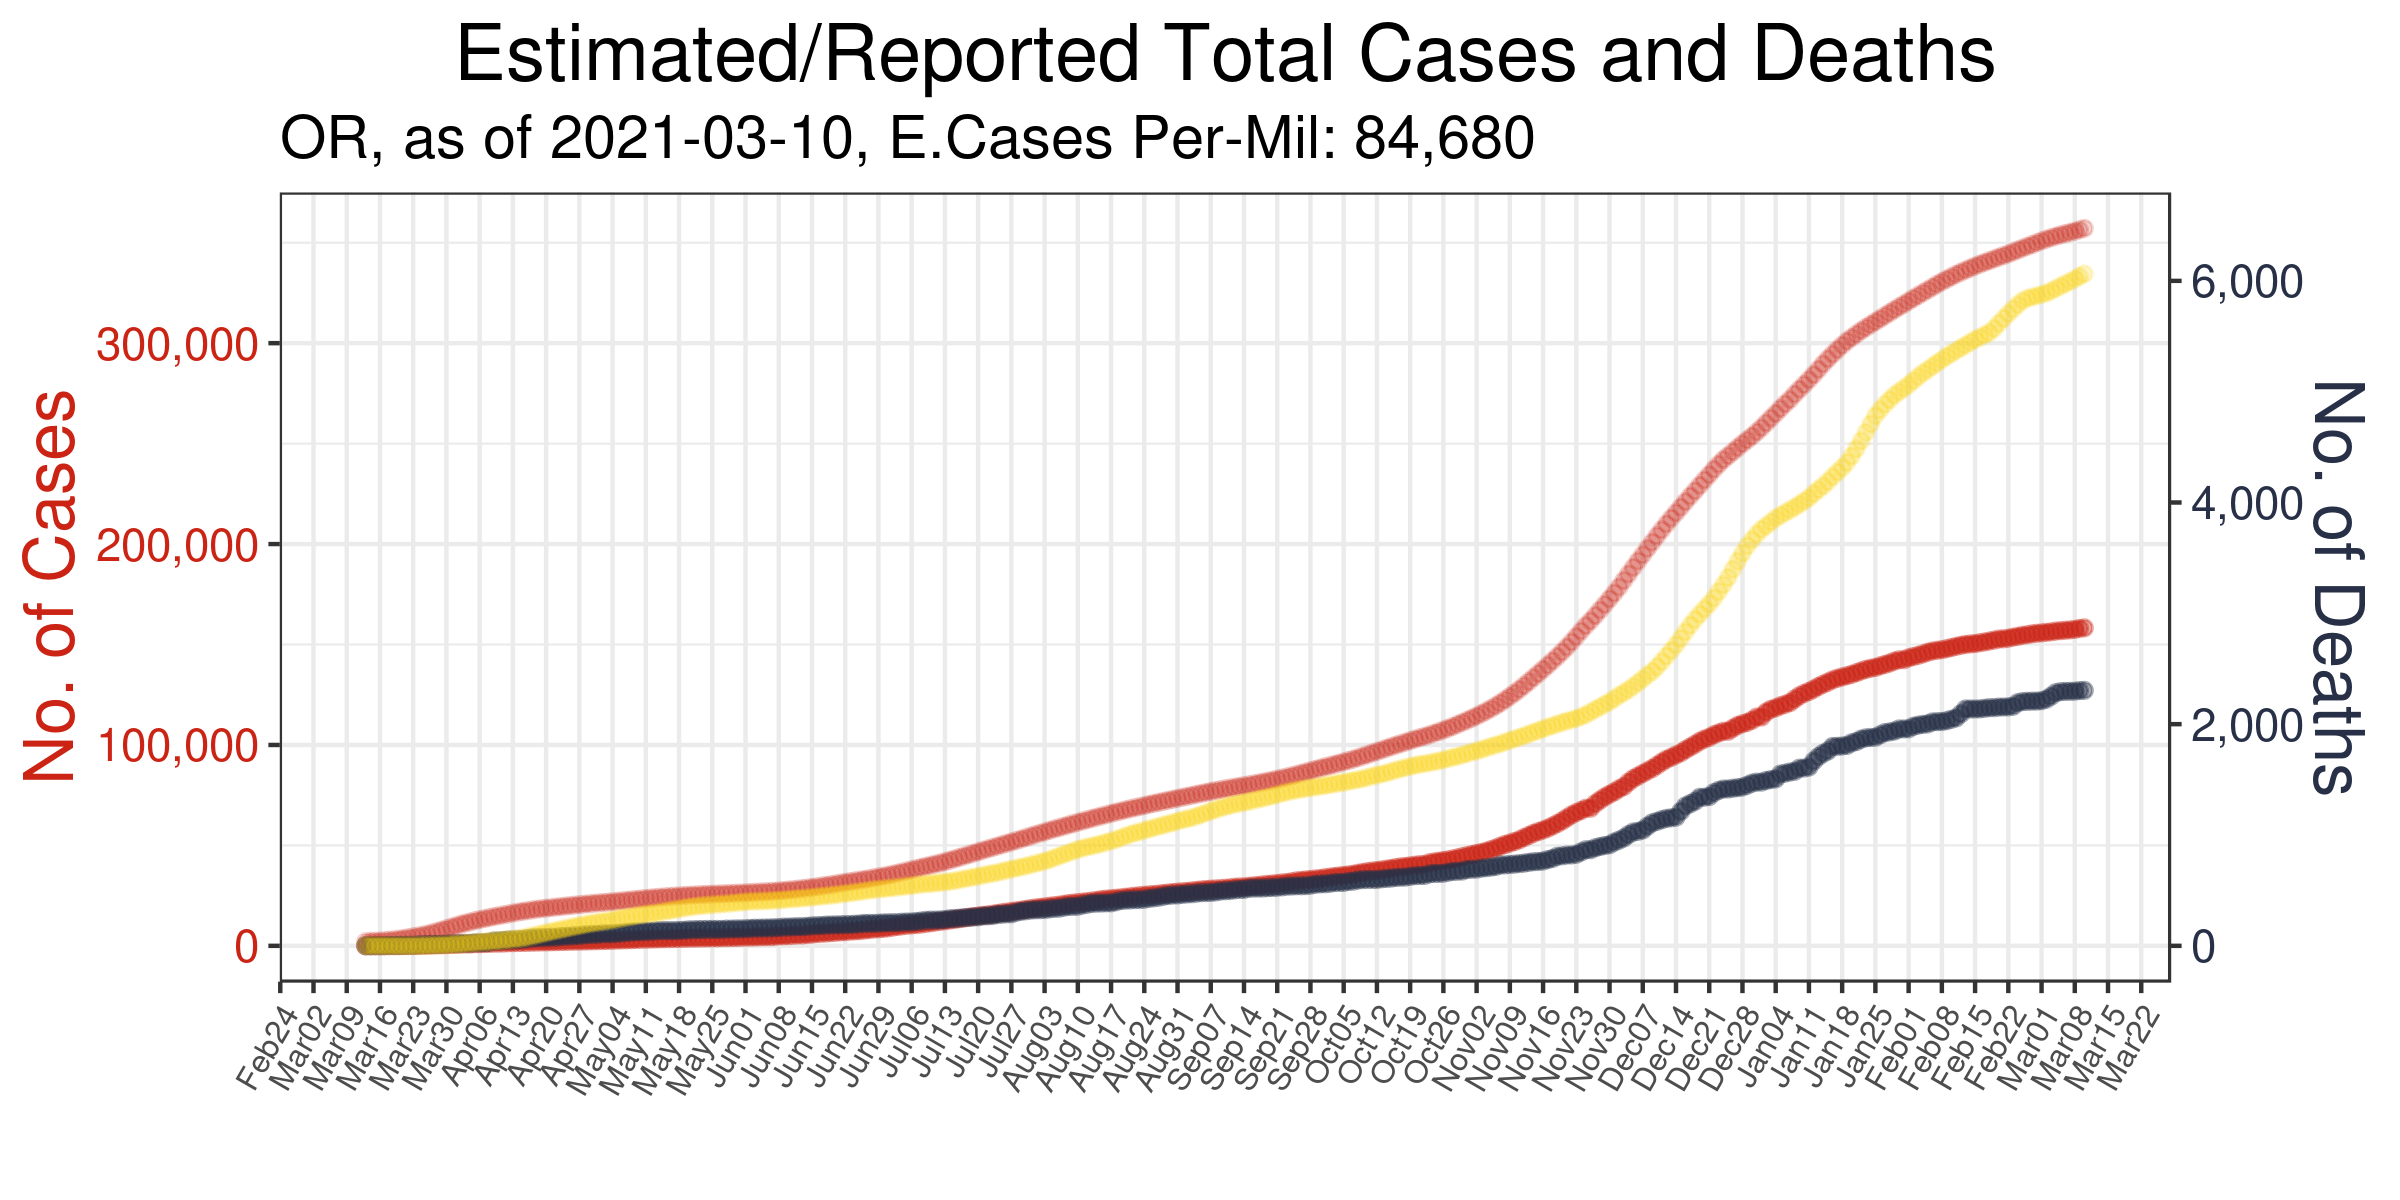 Estimated/Reported Total Cases and Deaths
OR, as of 2021-03-10, E.Cases Per-Mil: 84,680
No. of Cases
300,000
200,000
100,000
0
6,000
4,000
2,000
0
No. of Deaths
Feb24
Mar02
Mar09
Mar16
Mar23
Mar30
Apr06
Apr13
Apr20
Apr27
May04
May11
May18
May25
Jun01
Jun08
Jun15
Jun22
Jun29
Jul06
Jul13
Jul20
Jul27
Aug03
Aug10
Aug17
Aug24
Aug31
Sep07
Sep14
Sep21
Sep28
Oct05
Oct12
Oct19
Oct26
Nov02
Nov09
Nov16
Nov23
Nov30
Dec07
Dec14
Dec21
Dec28
Jan04
Jan11
Jan18
Jan25
Feb01
Feb08
Feb15
Feb22
Mar01
Mar08
Mar15
Mar22